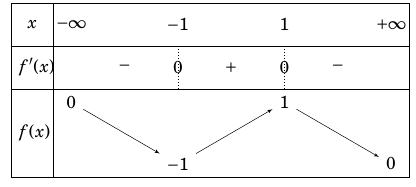 x −∞ −1 1 +∞
f′(x) − 0 + 0 −
0 1
f(x)
−1 0